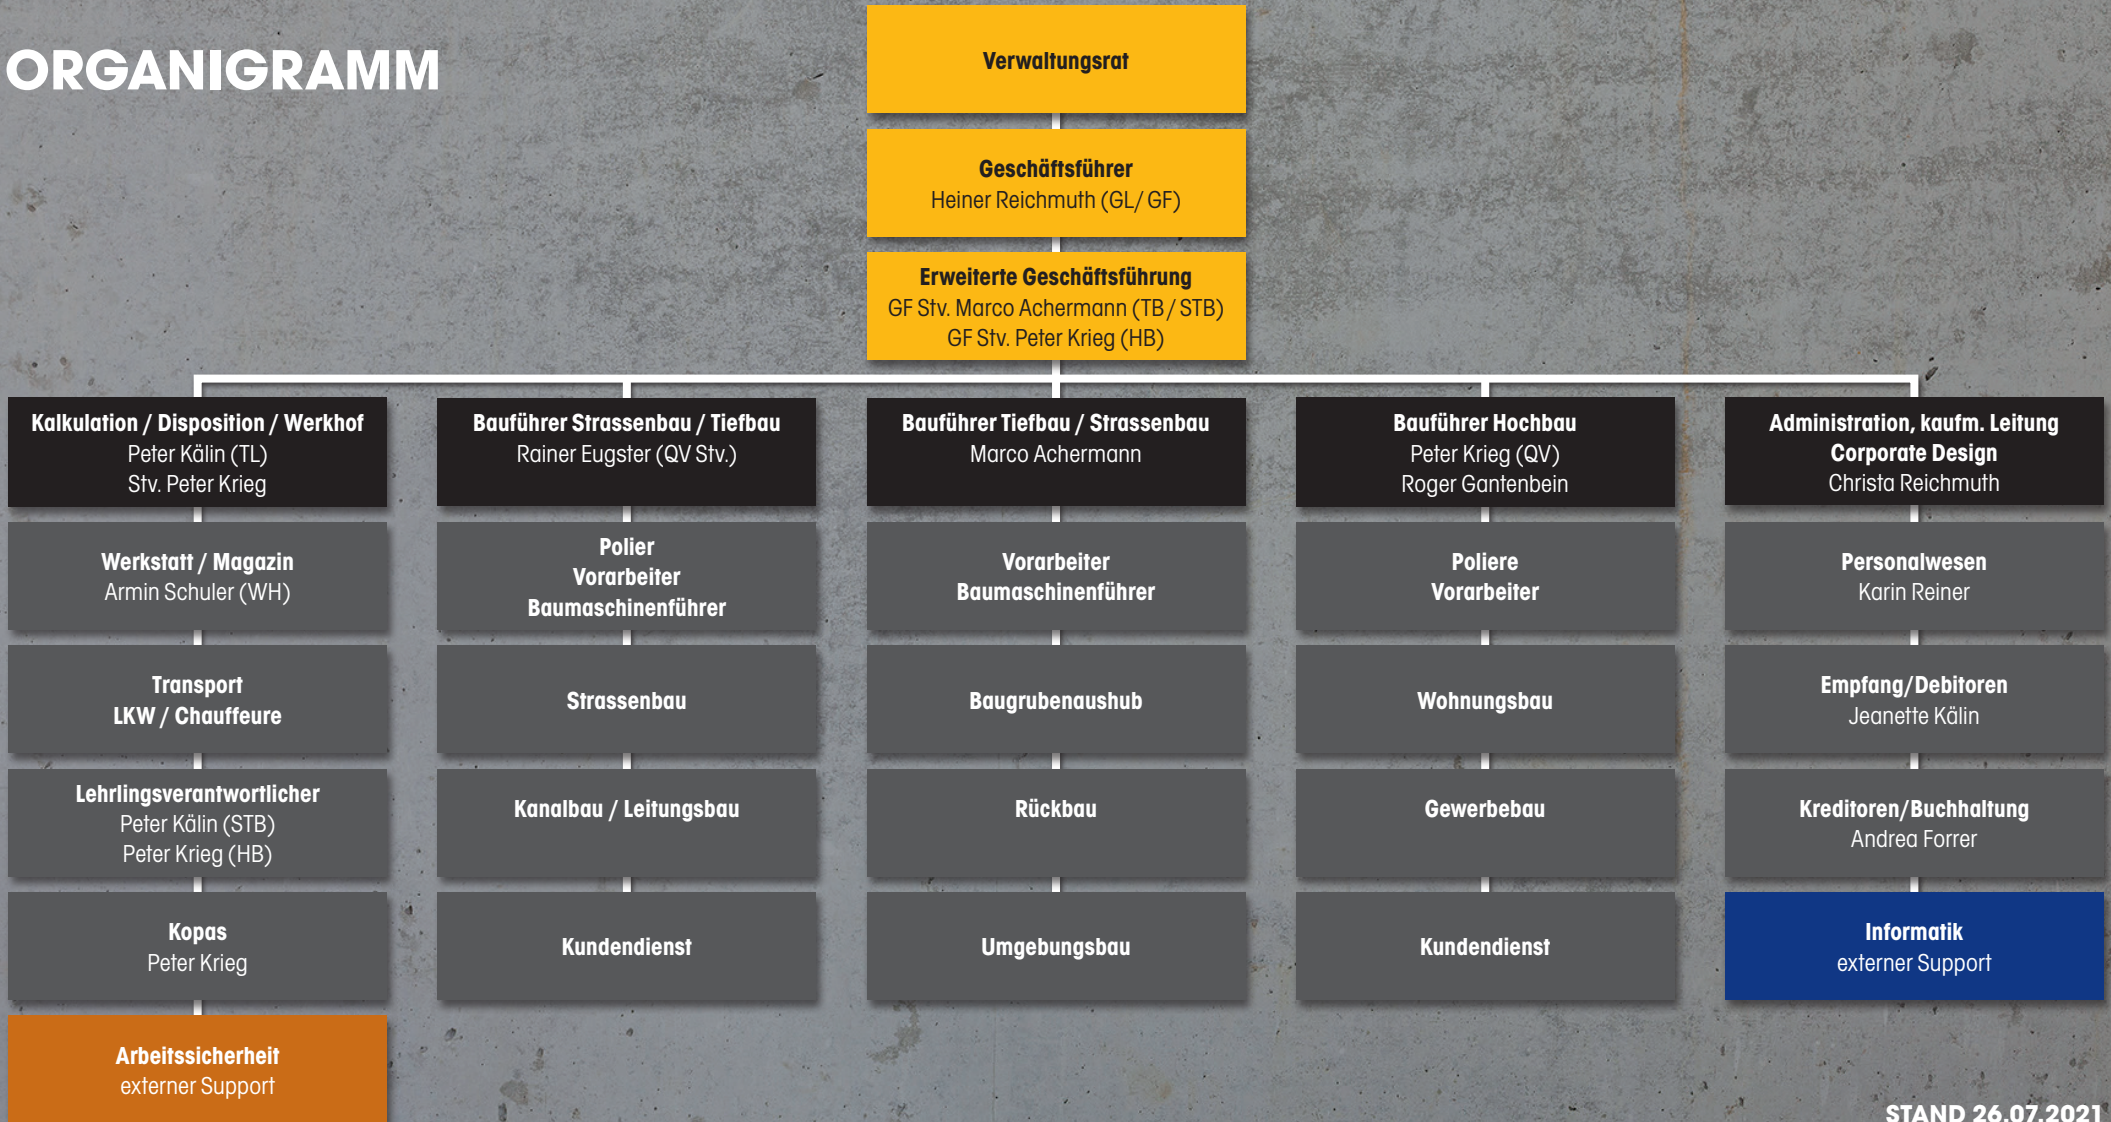 ORGANIGRAMM
Verwaltungsrat
Geschäftsführer
Heiner Reichmuth (GL/ GF)
Erweiterte Geschäftsführung
GF Stv. Marco Achermann (TB / STB)
GF Stv. Peter Krieg (HB)
Kalkulation / Disposition / Werkhof
Peter Kälin (TL)
Stv. Peter Krieg
Werkstatt / Magazin
Armin Schuler (WH)
Transport
LKW / Chauffeure
Lehrlingsverantwortlicher
Peter Kälin (STB)
Peter Krieg (HB)
Kopas
Peter Krieg
Arbeitssicherheit
externer Support
Bauführer Strassenbau / Tiefbau
Rainer Eugster (QV Stv.)
Polier
Vorarbeiter
Baumaschinenführer
Strassenbau
Kanalbau / Leitungsbau
Kundendienst
Bauführer Tiefbau / Strassenbau
Marco Achermann
Vorarbeiter
Baumaschinenführer
Baugrubenaushub
Rückbau
Umgebungsbau
Bauführer Hochbau
Peter Krieg (QV)
Roger Gantenbein
Poliere
Vorarbeiter
Wohnungsbau
Gewerbebau
Kundendienst
Administration, kaufm. Leitung
Corporate Design
Christa Reichmuth
Personalwesen
Karin Reiner
Empfang/Debitoren
Jeanette Kälin
Kreditoren/Buchhaltung
Andrea Forrer
Informatik
externer Support
STAND 26.07.2021